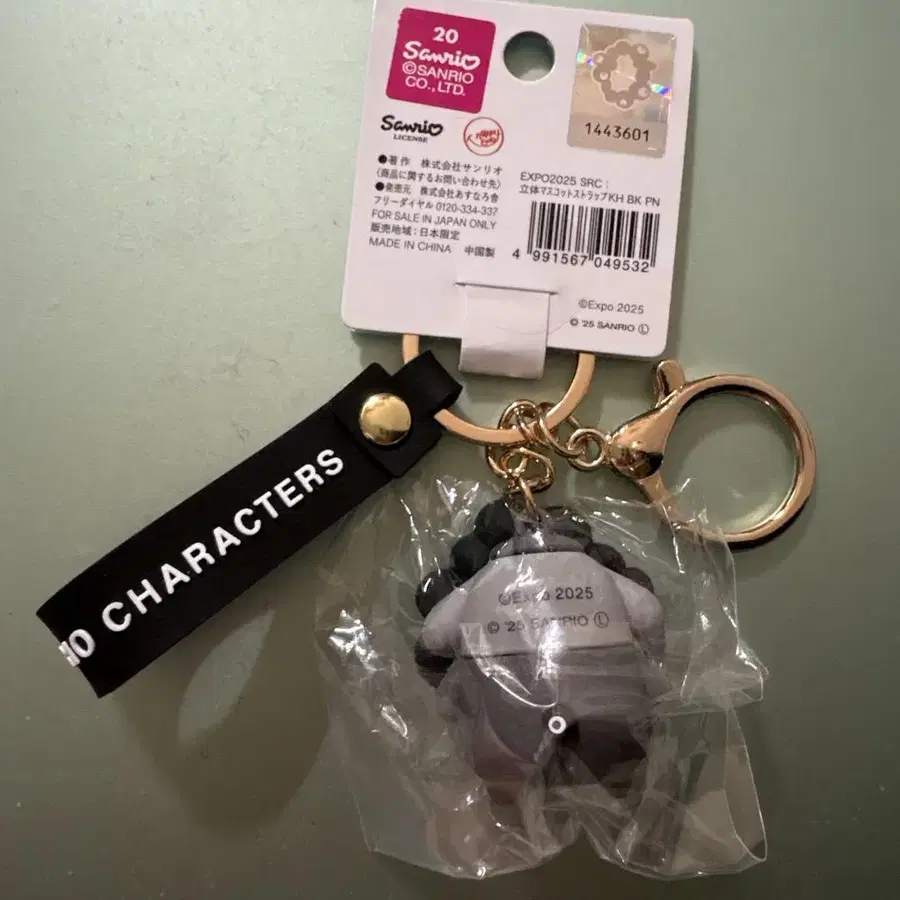 20
Sanrio
©SANRIO
CO., LTD.
Sanrio
LICENSE
1443601
●著作 株式会社サンリオ
〈商品に関するお問い合わせ先〉
●発売元 株式会社あすなろ舎
フリーダイヤル 0120-334-337
FOR SALE IN JAPAN ONLY
販売地域:日本限定
MADE IN CHINA 中国製
EXPO2025 SRC:
立体マスコットストラップKH BK PN
4 991567 049532
©Expo 2025
© '25 SANRIO Ⓛ
IO CHARACTERS
©Expo 2025
© '25 SANRIO Ⓛ